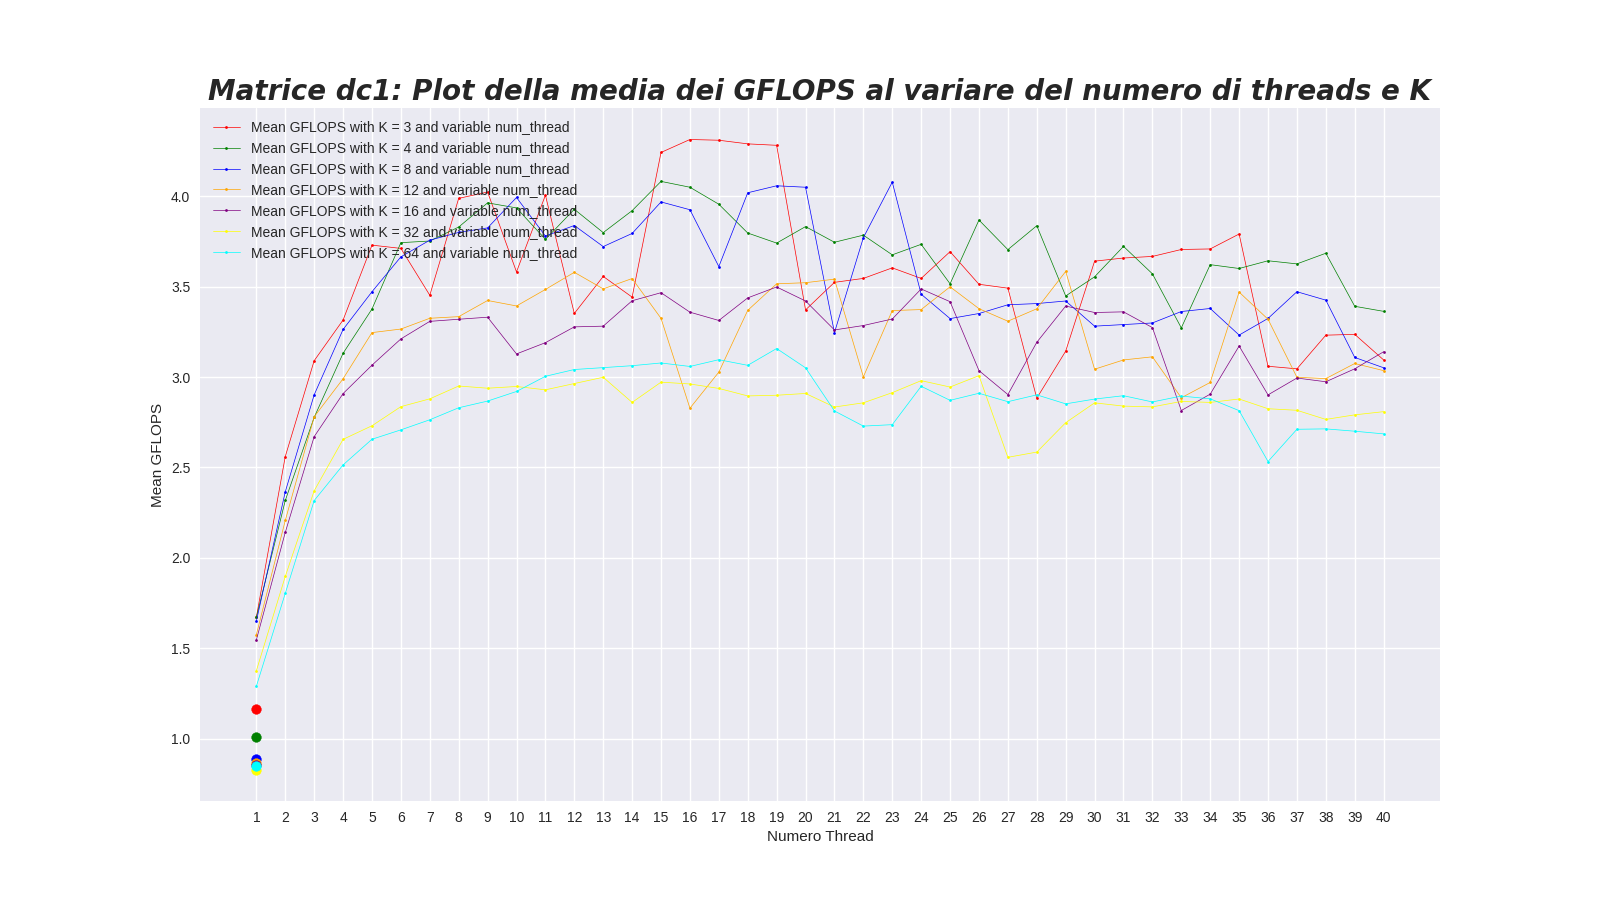 Matrice dc1: Plot della media dei GFLOPS al variare del numero di threads e K
Mean GFLOPS with K = 3 and variable num_thread
Mean GFLOPS with K = 4 and variable num_thread
Mean GFLOPS with K = 8 and variable num_thread
Mean GFLOPS with K = 12 and variable num_thread
Mean GFLOPS with K = 16 and variable num_thread
Mean GFLOPS with K = 32 and variable num_thread
Mean GFLOPS with K = 64 and variable num_thread
4.0
3.5
3.0
2.5
2.0
1.5
1.0
Mean GFLOPS
1 2 3 4 5 6 7 8 9 10 11 12 13 14 15 16 17 18 19 20 21 22 23 24 25 26 27 28 29 30 31 32 33 34 35 36 37 38 39 40
Numero Thread